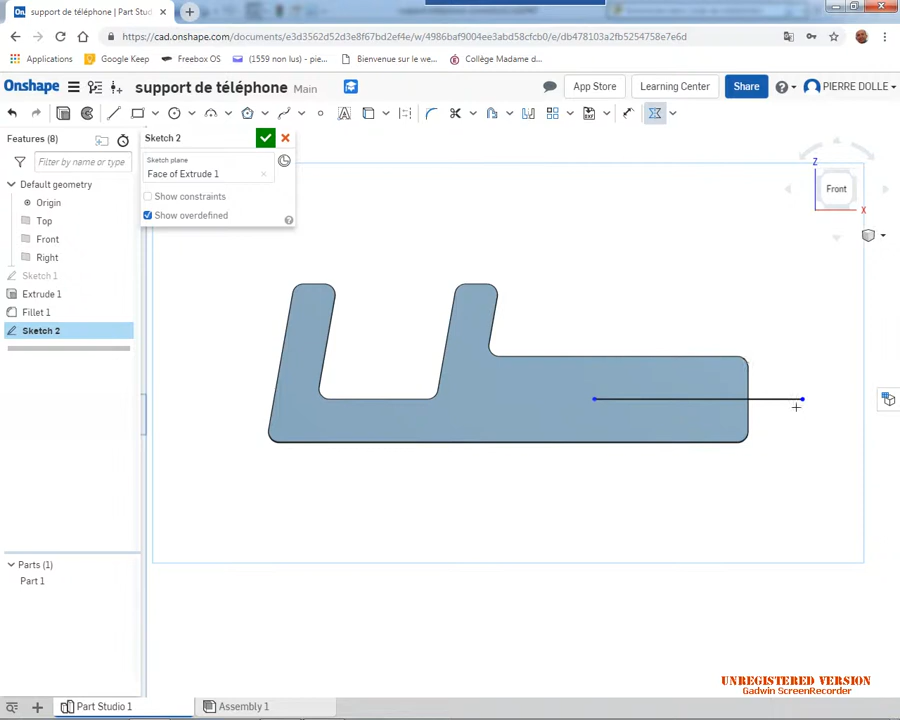 support de téléphone | Part Studi
https://cad.onshape.com/documents/e3d3562d52d3e8f67bd2ef4e/w/4986baf9004eea3abd58cfcb0/e/db478103a2fb5254758e7e6d
Applications
Google Keep
Freebox OS
(1559 non lus) - pie...
Bienvenue sur le we...
Collège Madame d...
Onshape
support de téléphone
Main
App Store
Learning Center
Share
PIERRE DOLLE
Features (8)
Filter by name or type
Default geometry
Origin
Top
Front
Right
Sketch 1
Extrude 1
Fillet 1
Sketch 2
Sketch 2
Sketch plane
Face of Extrude 1
Show constraints
Show overdefined
Z
Front
X
Parts (1)
Part 1
UNREGISTERED VERSION
Gadwin ScreenRecorder
Part Studio 1
Assembly 1